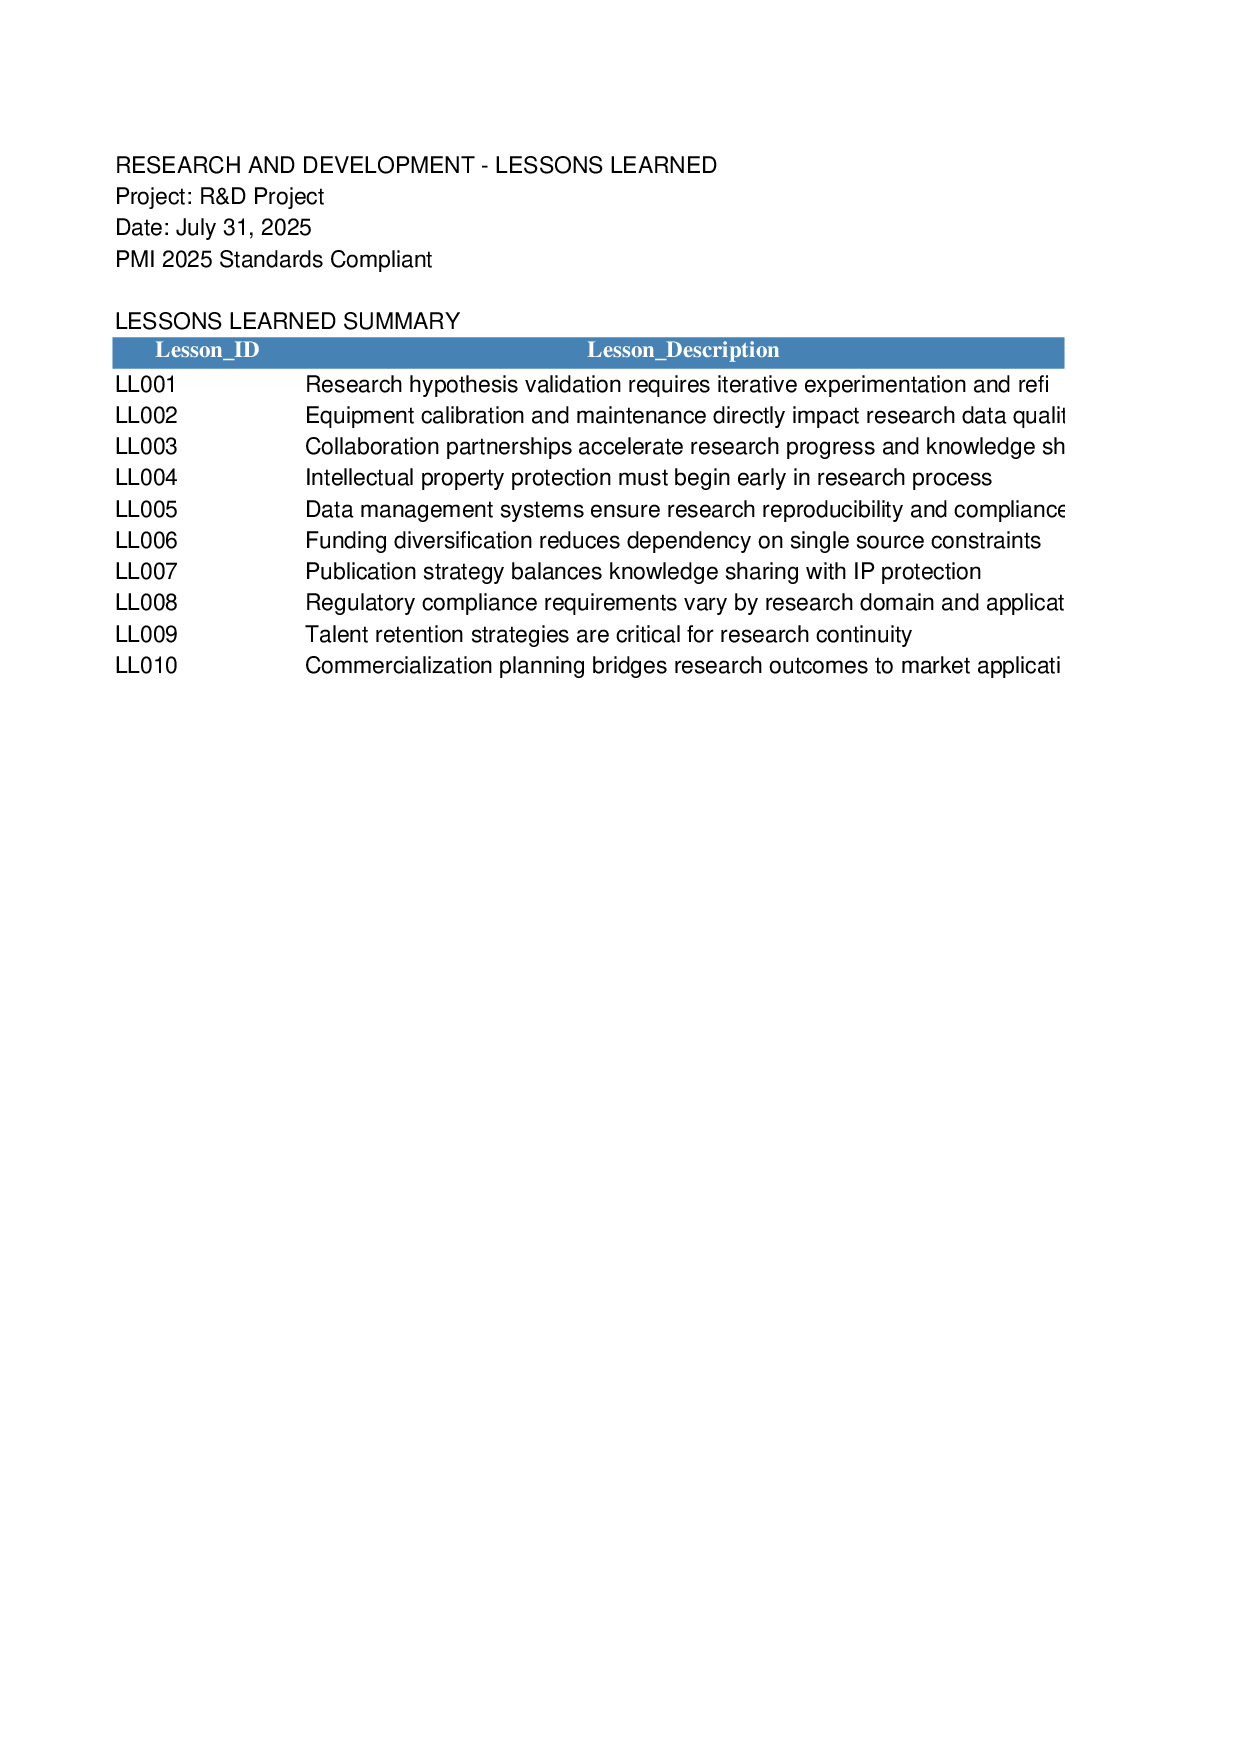 RESEARCH AND DEVELOPMENT - LESSONS LEARNED
Project: R&D Project
Date: July 31, 2025
PMI 2025 Standards Compliant
LESSONS LEARNED SUMMARY
Lesson_ID Lesson_Description
LL001 Research hypothesis validation requires iterative experimentation and refi
LL002 Equipment calibration and maintenance directly impact research data qualit
LL003 Collaboration partnerships accelerate research progress and knowledge sh
LL004 Intellectual property protection must begin early in research process
LL005 Data management systems ensure research reproducibility and compliance
LL006 Funding diversification reduces dependency on single source constraints
LL007 Publication strategy balances knowledge sharing with IP protection
LL008 Regulatory compliance requirements vary by research domain and applicat
LL009 Talent retention strategies are critical for research continuity
LL010 Commercialization planning bridges research outcomes to market applicati